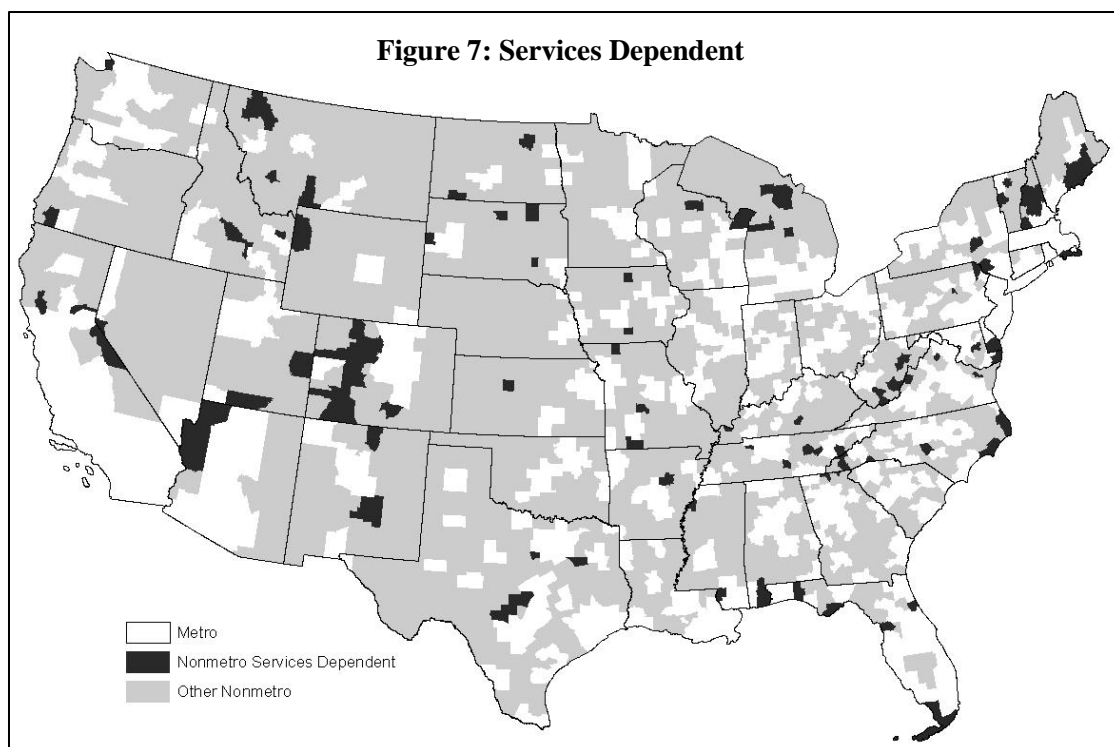 Figure 7: Services Dependent
Metro
Nonmetro Services Dependent
Other Nonmetro